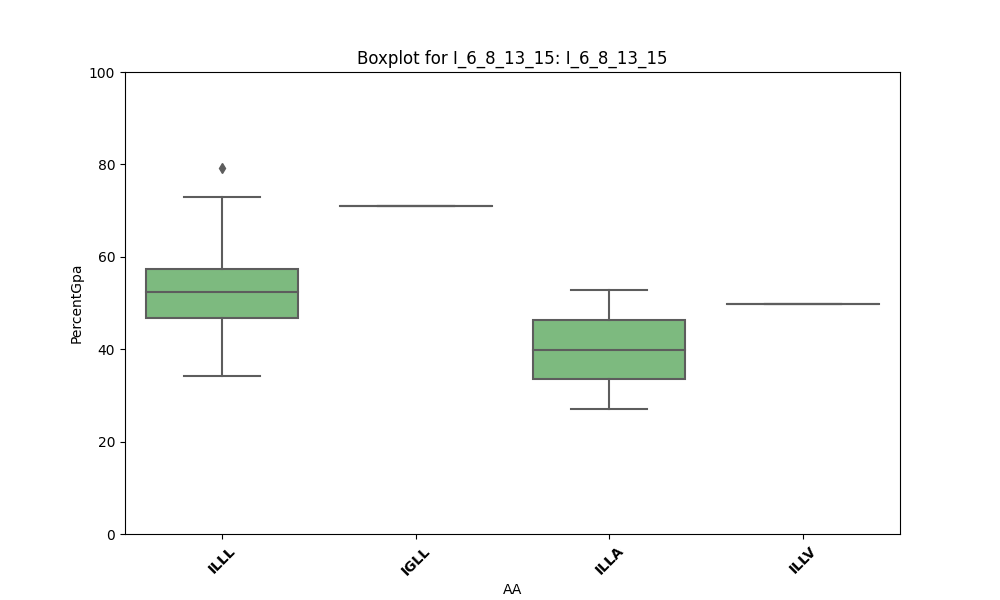 Boxplot for I_6_8_13_15: I_6_8_13_15
100
80
60
40
20
0
PercentGpa
ILLL
IGLL
ILLA
ILLV
AA